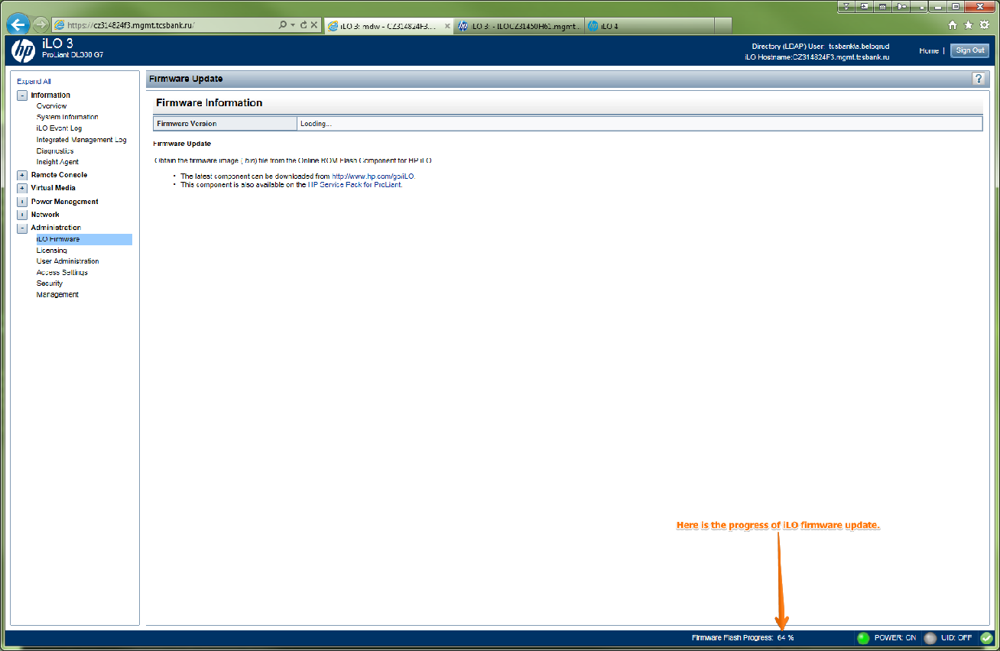 https://cz314824f3.mgmt.tcsbank.ru/
iLO 3: mdw - CZ314824F3....
iLO 3: - ILOCZ31450H61.mgmt...
iLO 4
hp
iLO 3
ProLiant DL380 G7
Directory (LDAP) User: tcsbank\s.belogrud
iLO Hostname:CZ314824F3.mgmt.tcsbank.ru
Home |
Sign Out
Expand All
Information
Overview
System Information
iLO Event Log
Integrated Management Log
Diagnostics
Insight Agent
Remote Console
Virtual Media
Power Management
Network
Administration
iLO Firmware
Licensing
User Administration
Access Settings
Security
Management
Firmware Update
?
Firmware Information
Firmware Version Loading...
Firmware Update
Obtain the firmware image (.bin) file from the Online ROM Flash Component for HP iLO.
• The latest component can be downloaded from http://www.hp.com/go/iLO.
• This component is also available on the HP Service Pack for ProLiant.
Here is the progress of iLO firmware update.
Firmware Flash Progress: 64 %
POWER: ON
UID: OFF